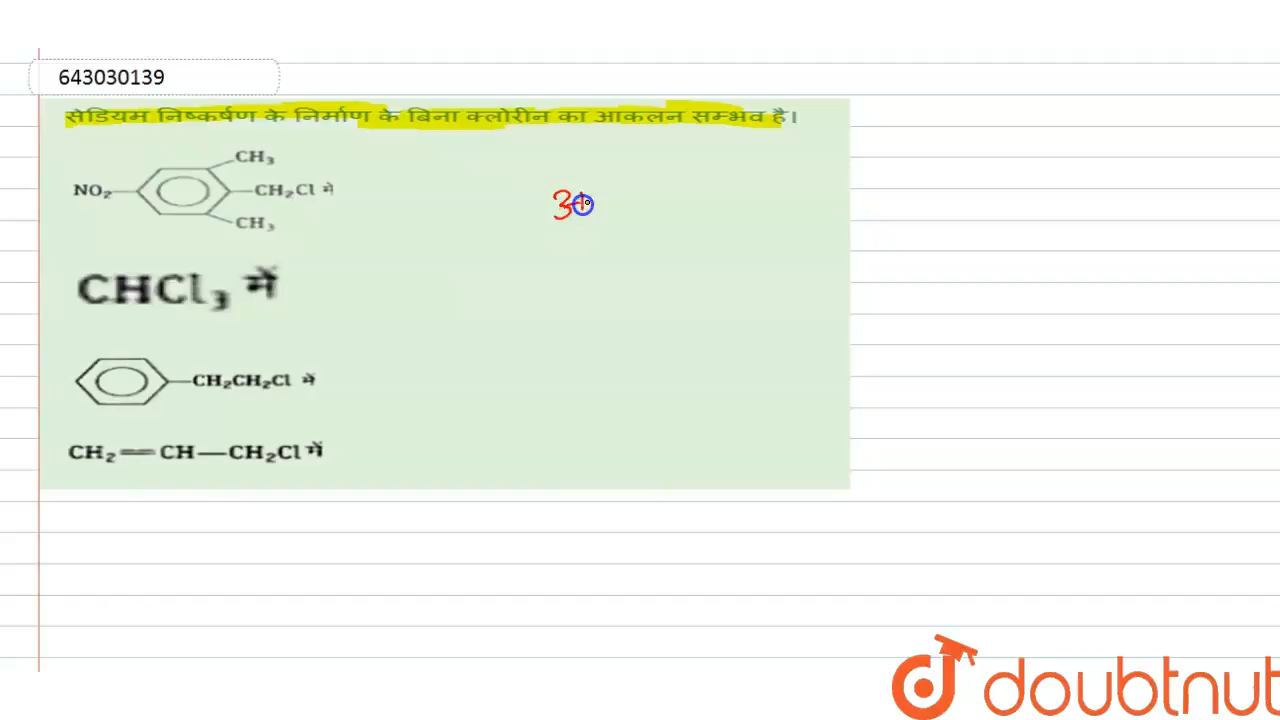 643030139
सेडियम निष्कर्षण के निर्माण के बिना क्लोरीन का आकलन सम्भव है।
CH₃
NO₂ CH₂Cl में
CH₃
CHCl₃ में
CH₂CH₂Cl में
CH₂=CH—CH₂Cl में
doubtnut